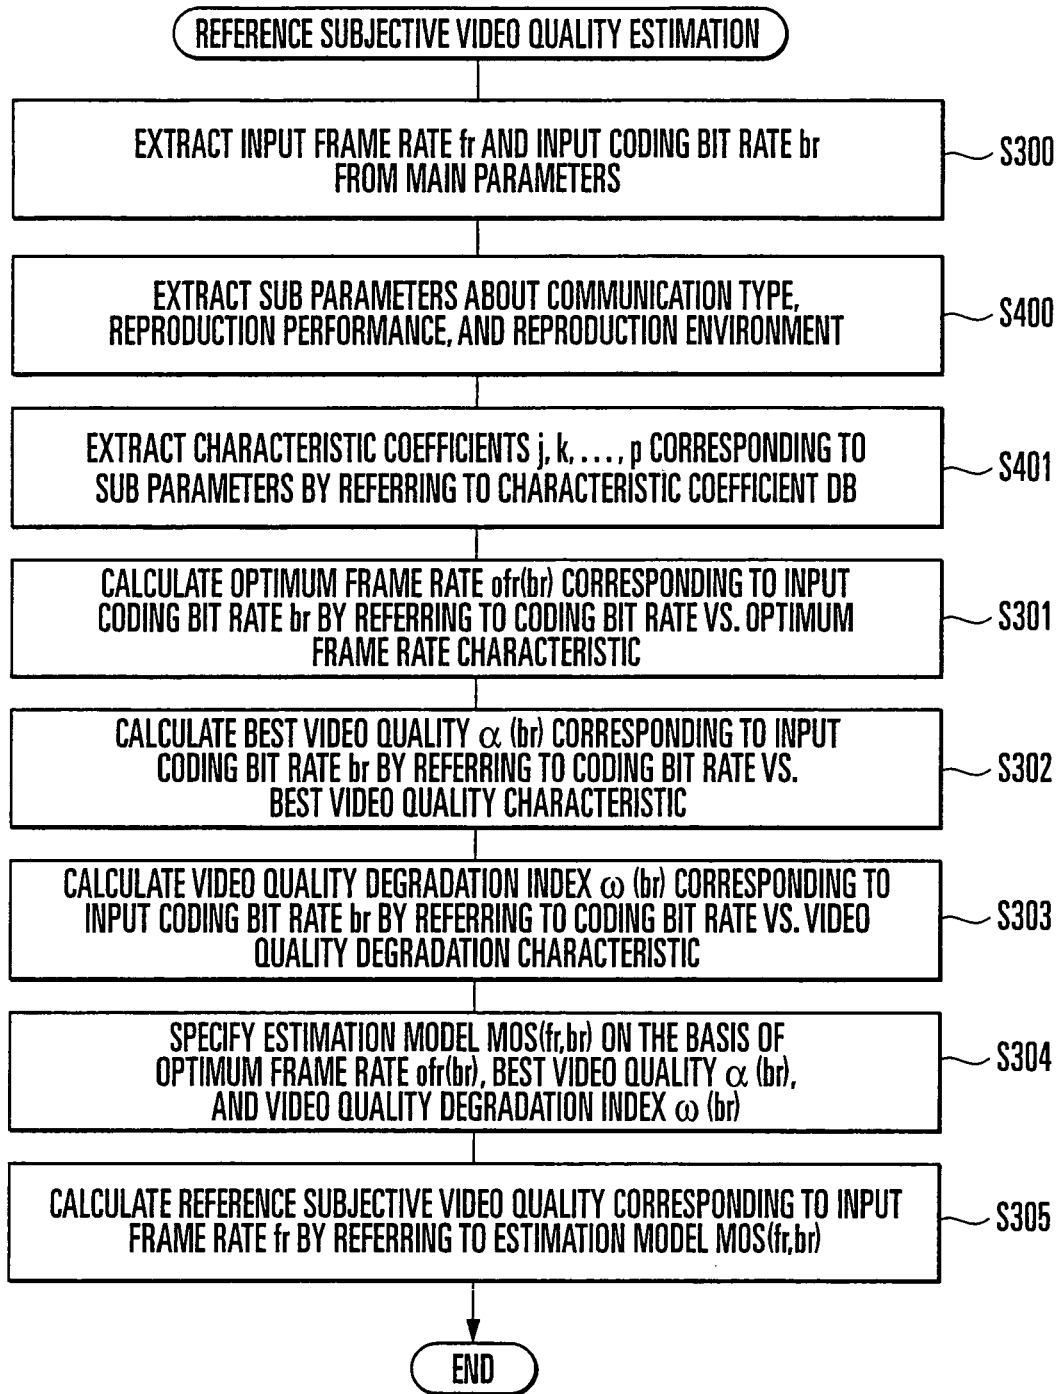 REFERENCE SUBJECTIVE VIDEO QUALITY ESTIMATION
EXTRACT INPUT FRAME RATE fr AND INPUT CODING BIT RATE br
FROM MAIN PARAMETERS
S300
EXTRACT SUB PARAMETERS ABOUT COMMUNICATION TYPE,
REPRODUCTION PERFORMANCE, AND REPRODUCTION ENVIRONMENT
S400
EXTRACT CHARACTERISTIC COEFFICIENTS j, k, ..., p CORRESPONDING TO
SUB PARAMETERS BY REFERRING TO CHARACTERISTIC COEFFICIENT DB
S401
CALCULATE OPTIMUM FRAME RATE ofr(br) CORRESPONDING TO INPUT
CODING BIT RATE br BY REFERRING TO CODING BIT RATE VS. OPTIMUM
FRAME RATE CHARACTERISTIC
S301
CALCULATE BEST VIDEO QUALITY α (br) CORRESPONDING TO INPUT
CODING BIT RATE br BY REFERRING TO CODING BIT RATE VS.
BEST VIDEO QUALITY CHARACTERISTIC
S302
CALCULATE VIDEO QUALITY DEGRADATION INDEX ω (br) CORRESPONDING TO
INPUT CODING BIT RATE br BY REFERRING TO CODING BIT RATE VS. VIDEO
QUALITY DEGRADATION CHARACTERISTIC
S303
SPECIFY ESTIMATION MODEL MOS(fr,br) ON THE BASIS OF
OPTIMUM FRAME RATE ofr(br), BEST VIDEO QUALITY α (br),
AND VIDEO QUALITY DEGRADATION INDEX ω (br)
S304
CALCULATE REFERENCE SUBJECTIVE VIDEO QUALITY CORRESPONDING TO INPUT
FRAME RATE fr BY REFERRING TO ESTIMATION MODEL MOS(fr,br)
S305
END